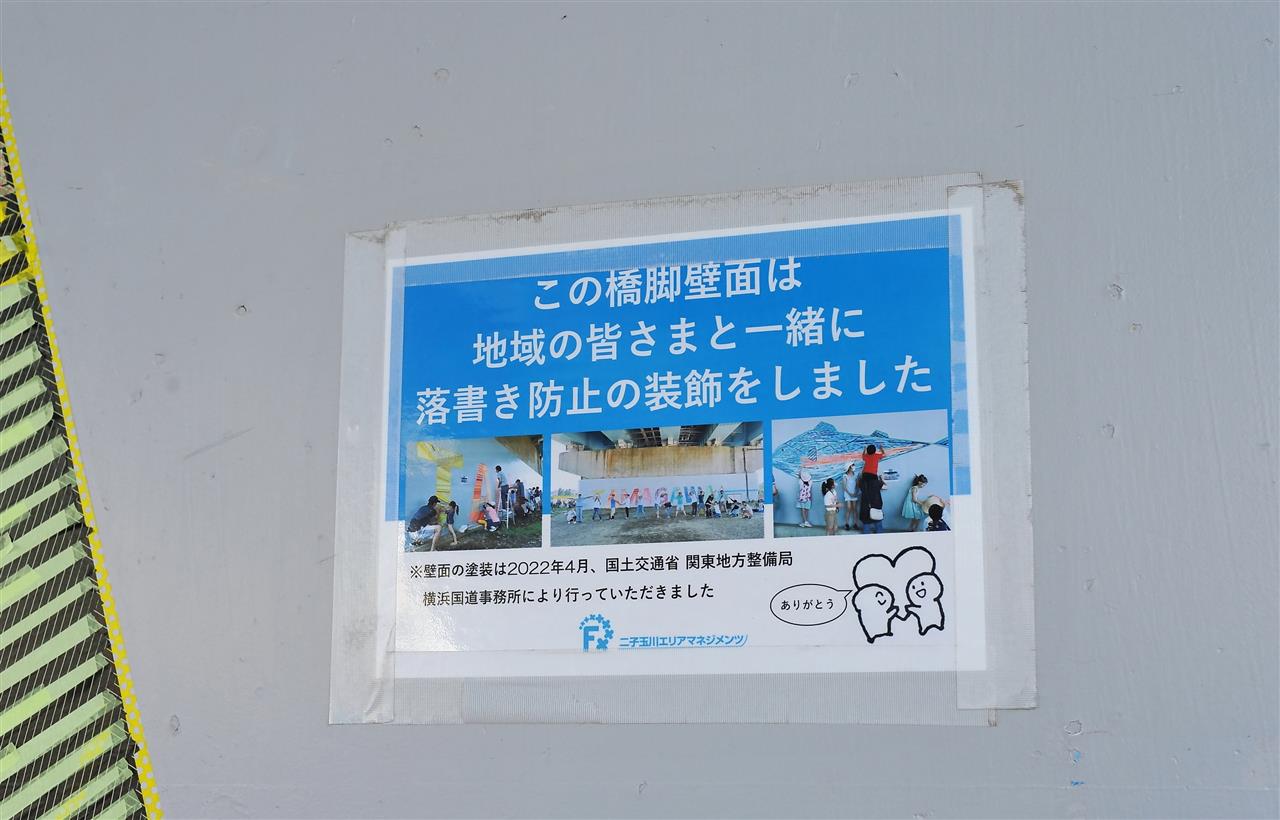 この橋脚壁面は
地域の皆さまと一緒に
落書き防止の装飾をしました
TAMAGAWA
※壁面の塗装は2022年4月、国土交通省 関東地方整備局
横浜国道事務所により行っていただきました
ありがとう
F
二子玉川エリアマネジメンツ